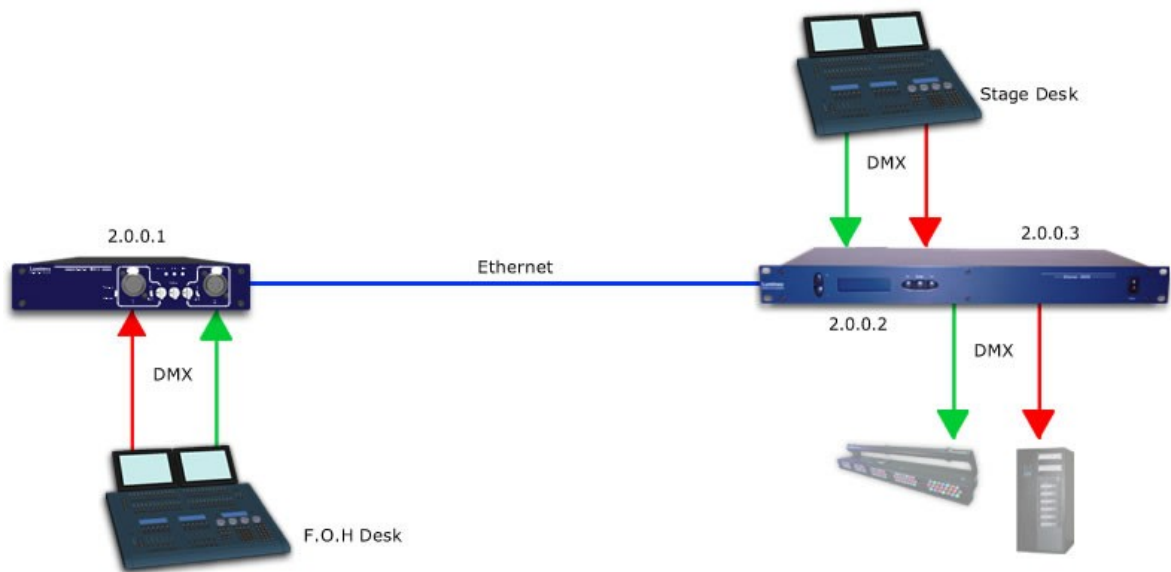 Stage Desk
DMX
2.0.0.1
2.0.0.3
Ethernet
2.0.0.2
DMX
DMX
F.O.H Desk